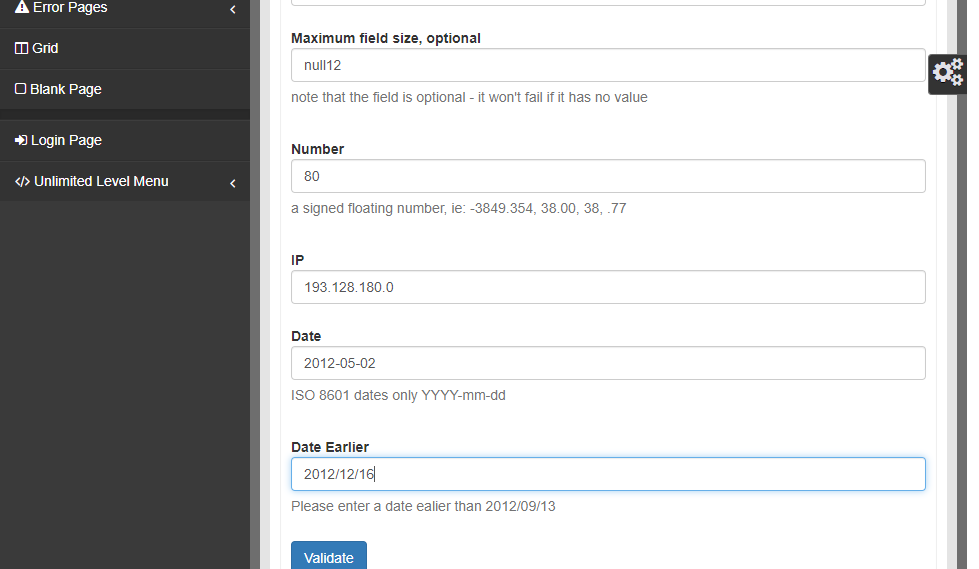 Error Pages
Grid
Blank Page
Login Page
Unlimited Level Menu
Maximum field size, optional
null12
note that the field is optional - it won't fail if it has no value
Number
80
a signed floating number, ie: -3849.354, 38.00, 38, .77
IP
193.128.180.0
Date
2012-05-02
ISO 8601 dates only YYYY-mm-dd
Date Earlier
2012/12/16
Please enter a date ealier than 2012/09/13
Validate